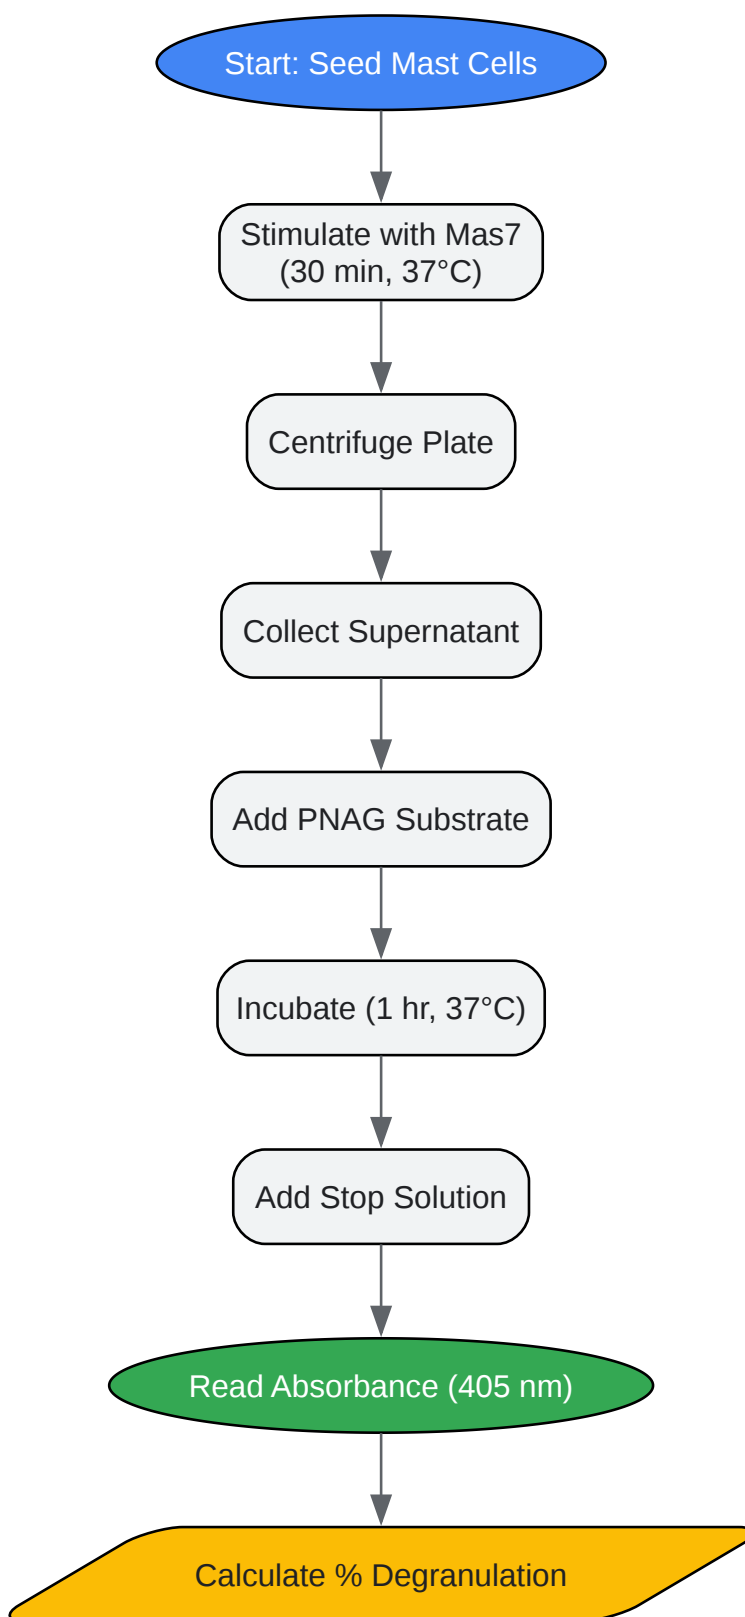 Start: Seed Mast Cells
Stimulate with Mas7
(30 min, 37°C)
Centrifuge Plate
Collect Supernatant
Add PNAG Substrate
Incubate (1 hr, 37°C)
Add Stop Solution
Read Absorbance (405 nm)
Calculate % Degranulation